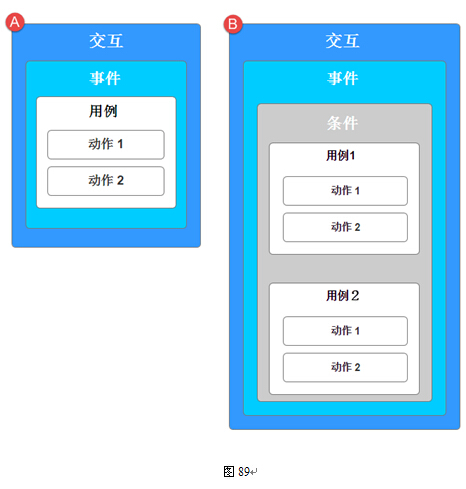 A
交互
事件
用例
动作 1
动作 2
B
交互
事件
条件
用例1
动作 1
动作 2
用例２
动作 1
动作 2
图 89↵